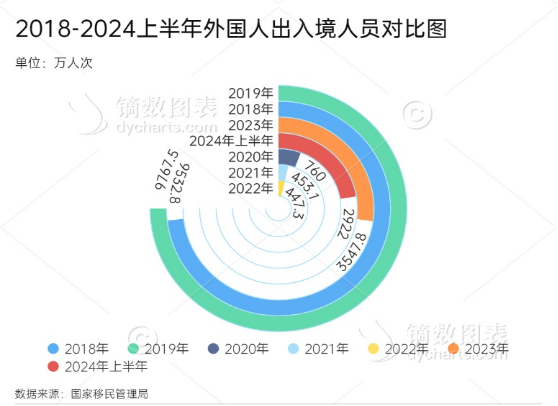 2018-2024上半年外国人出入境人员对比图
单位：万人次
2019年
2018年
2023年
2024年上半年
2020年
2021年
2022年
9767.5
9532.8
760
453.7
447.3
2922
3547.8
镝数图表
dycharts.com
镝数图表
dycharts.com
2018年
2019年
2020年
2021年
2022年
2023年
2024年上半年
数据来源：国家移民管理局